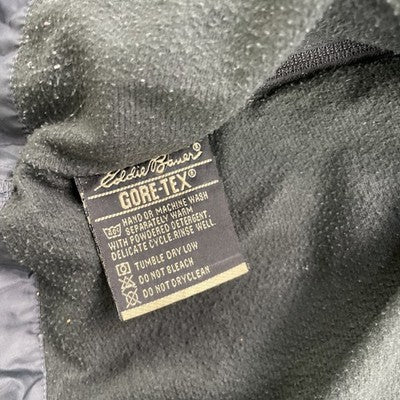 Eddie Bauer®
GORE-TEX®
HAND OR MACHINE WASH
SEPARATELY WARM
WITH POWDERED DETERGENT.
DELICATE CYCLE. RINSE WELL.
TUMBLE DRY LOW
DO NOT BLEACH
DO NOT DRYCLEAN